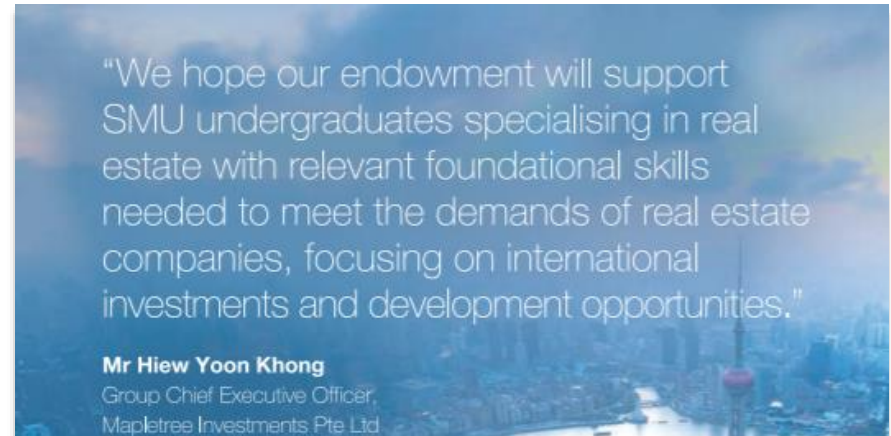 “We hope our endowment will support
SMU undergraduates specialising in real
estate with relevant foundational skills
needed to meet the demands of real estate
companies, focusing on international
investments and development opportunities.”
Mr Hiew Yoon Khong
Group Chief Executive Officer,
Mapletree Investments Pte Ltd